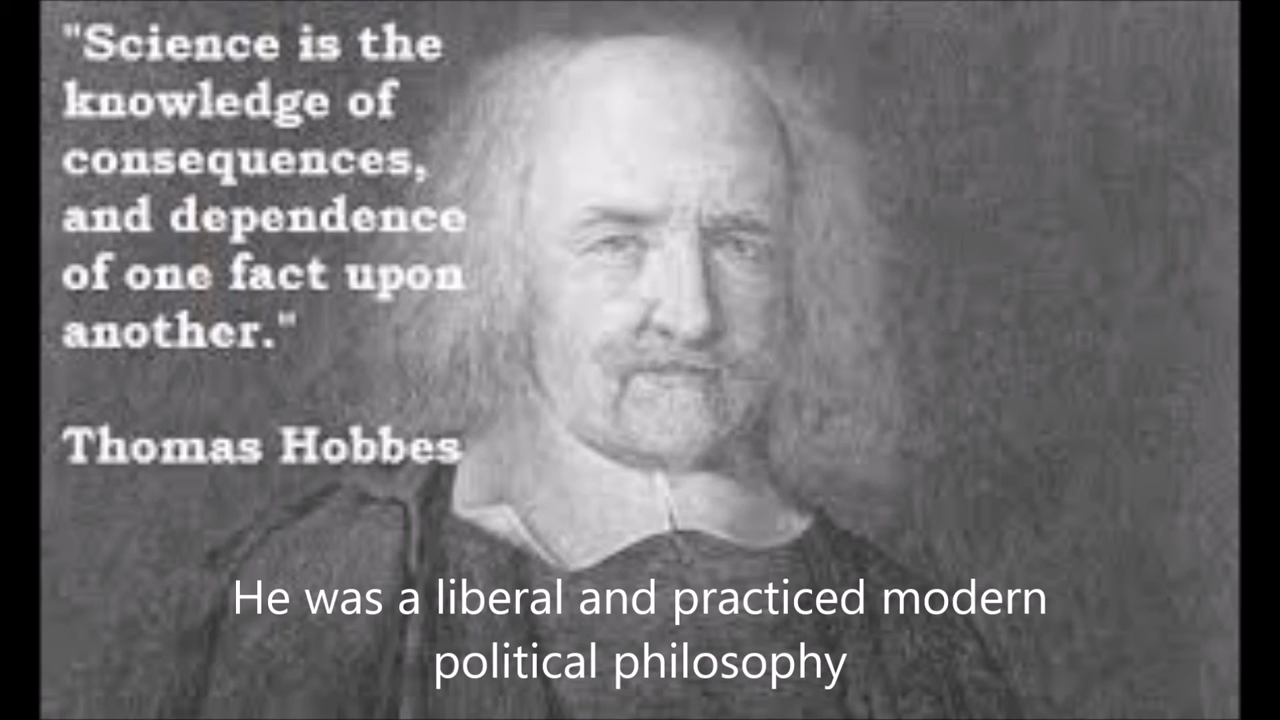 "Science is the
knowledge of
consequences,
and dependence
of one fact upon
another."
Thomas Hobbes
He was a liberal and practiced modern
political philosophy